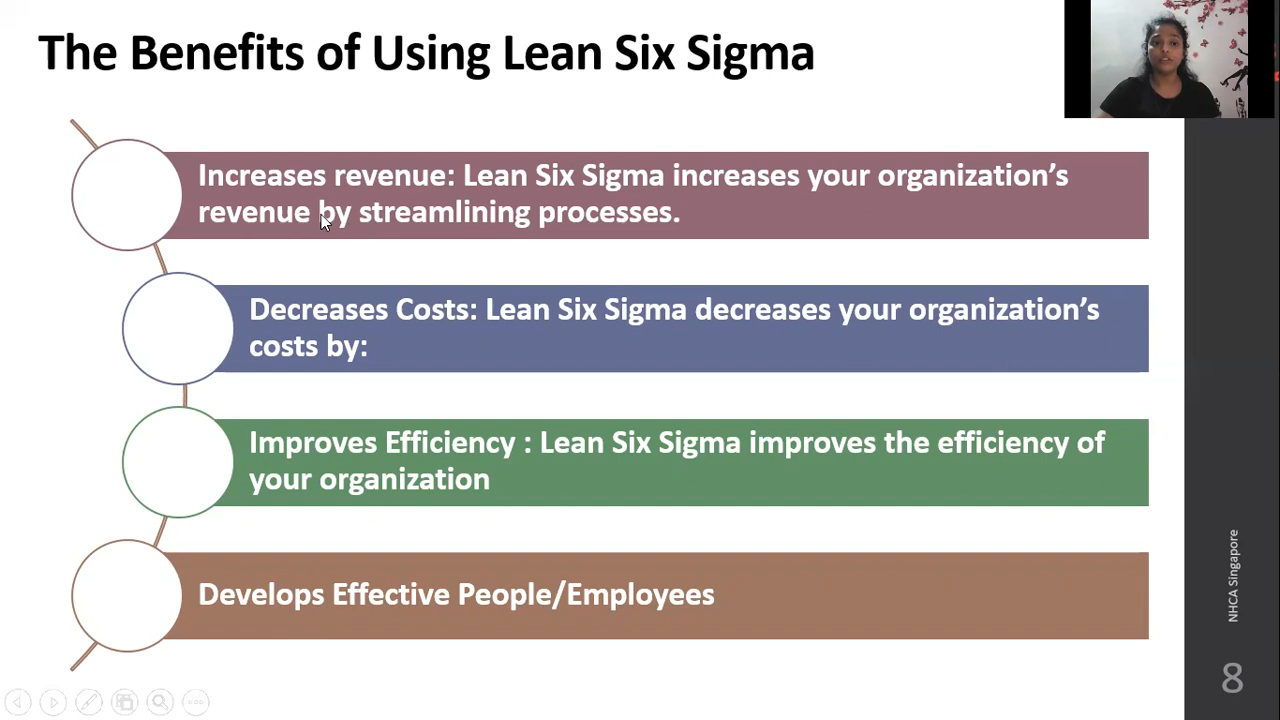 The Benefits of Using Lean Six Sigma
Increases revenue: Lean Six Sigma increases your organization’s
revenue by streamlining processes.
Decreases Costs: Lean Six Sigma decreases your organization’s
costs by:
Improves Efficiency : Lean Six Sigma improves the efficiency of
your organization
Develops Effective People/Employees
NHCA Singapore
8